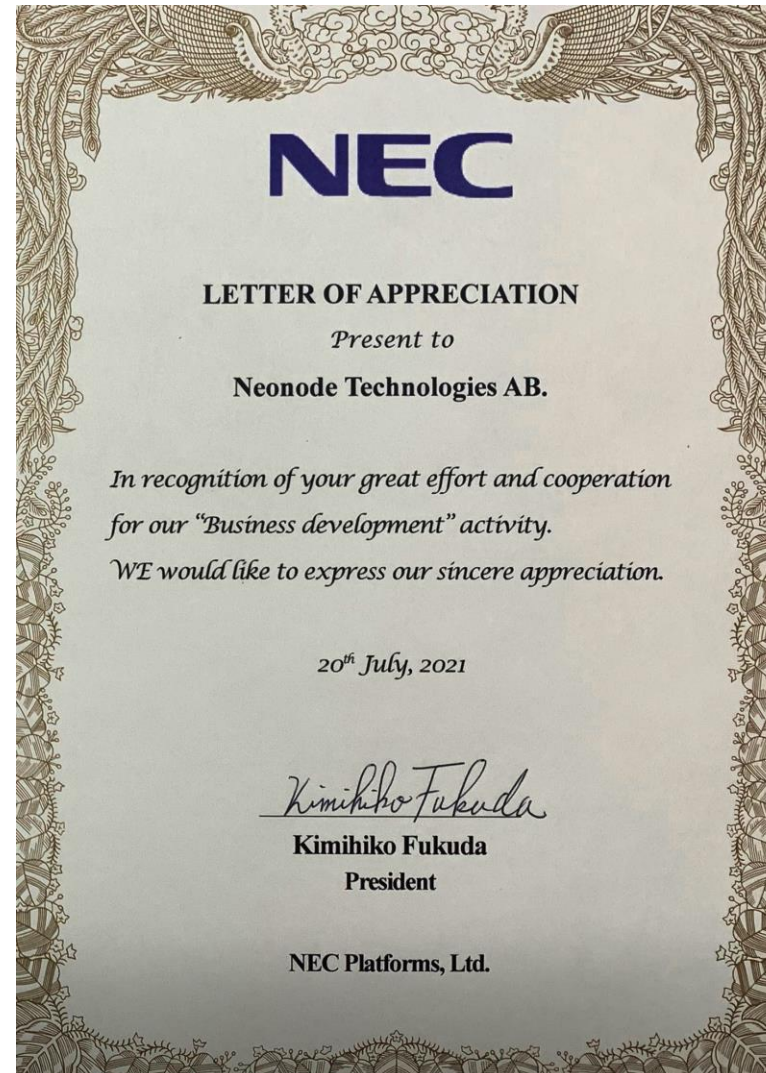 NEC
LETTER OF APPRECIATION
Present to
Neonode Technologies AB.
In recognition of your great effort and cooperation
for our “Business development” activity.
WE would like to express our sincere appreciation.
20th July, 2021
Kimihiko Fukuda
Kimihiko Fukuda
President
NEC Platforms, Ltd.